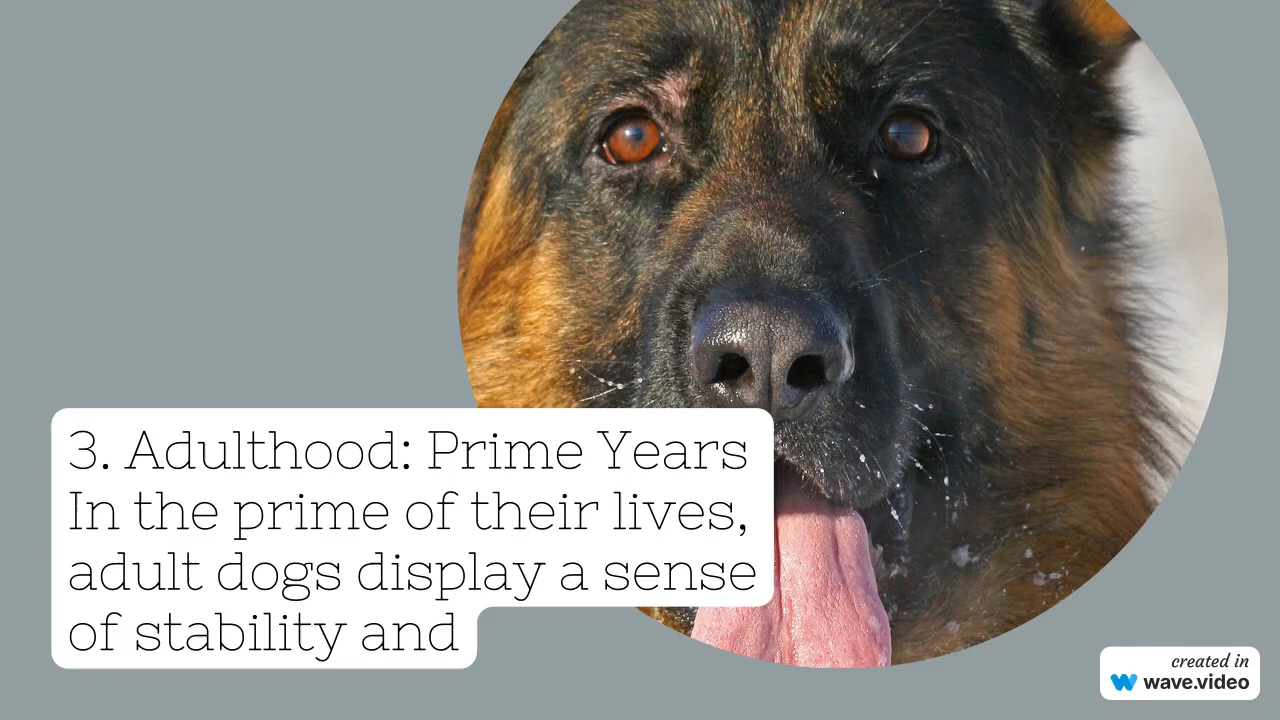 3. Adulthood: Prime Years
In the prime of their lives,
adult dogs display a sense
of stability and
created in
wave.video